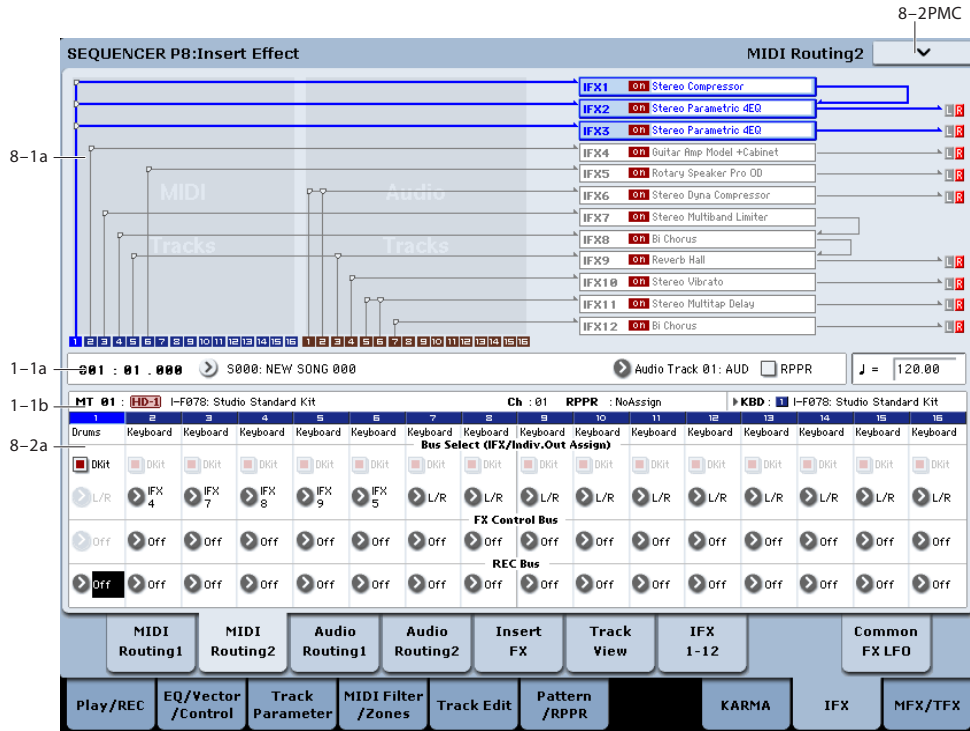 8–2PMC
SEQUENCER P8:Insert Effect MIDI Routing2
IFX1 on Stereo Compressor
IFX2 on Stereo Parametric 4EQ L R
IFX3 on Stereo Parametric 4EQ L R
8–1a
IFX4 on Guitar Amp Model +Cabinet L R
IFX5 on Rotary Speaker Pro OD L R
MIDI Audio
IFX6 on Stereo Dyna Compressor L R
IFX7 on Stereo Multiband Limiter
Tracks Tracks
IFX8 on Bi Chorus
IFX9 on Reverb Hall L R
IFX10 on Stereo Vibrato L R
IFX11 on Stereo Multitap Delay L R
IFX12 on Bi Chorus L R
1 2 3 4 5 6 7 8 9 10 11 12 13 14 15 16 1 2 3 4 5 6 7 8 9 10 11 12 13 14 15 16
1–1a
001 : 01 . 000 S000: NEW SONG 000 Audio Track 01: AUD RPPR ♩ = 120.00
1–1b
MT 01 : HD-1 I-F078: Studio Standard Kit Ch : 01 RPPR : NoAssign KBD : 1 I-F078: Studio Standard Kit
1 2 3 4 5 6 7 8 9 10 11 12 13 14 15 16
8–2a
Drums Keyboard Keyboard Keyboard Keyboard Keyboard Keyboard Keyboard Keyboard Keyboard Keyboard Keyboard Keyboard Keyboard Keyboard Keyboard
Bus Select (IFX/Indiv.Out Assign)
DKit DKit DKit DKit DKit DKit DKit DKit DKit DKit DKit DKit DKit DKit DKit DKit
L/R IFX 4 IFX 7 IFX 8 IFX 9 IFX 5 L/R L/R L/R L/R L/R L/R L/R L/R L/R L/R
FX Control Bus
Off Off Off Off Off Off Off Off Off Off Off Off Off Off Off Off
REC Bus
Off Off Off Off Off Off Off Off Off Off Off Off Off Off Off Off
MIDI Routing1 MIDI Routing2 Audio Routing1 Audio Routing2 Insert FX Track View IFX 1-12 Common FX LFO
Play/REC EQ/Vector /Control Track Parameter MIDI Filter /Zones Track Edit Pattern /RPPR KARMA IFX MFX/TFX